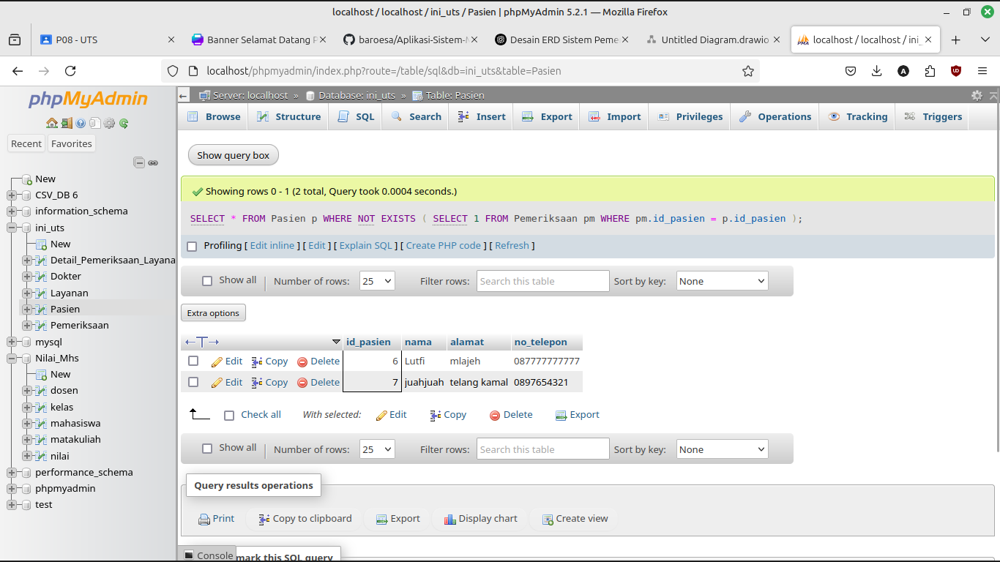 localhost / localhost / ini_uts / Pasien | phpMyAdmin 5.2.1 — Mozilla Firefox
P08 - UTS
Banner Selamat Datang P
baroesa/Aplikasi-Sistem-
Desain ERD Sistem Peme
Untitled Diagram.drawio
localhost / localhost / ini_
localhost/phpmyadmin/index.php?route=/table/sql&db=ini_uts&table=Pasien
phpMyAdmin
Recent Favorites
New
CSV_DB 6
information_schema
ini_uts
New
Detail_Pemeriksaan_Layana
Dokter
Layanan
Pasien
Pemeriksaan
mysql
Nilai_Mhs
New
dosen
kelas
mahasiswa
matakuliah
nilai
performance_schema
phpmyadmin
test
Server: localhost » Database: ini_uts » Table: Pasien
Browse Structure SQL Search Insert Export Import Privileges Operations Tracking Triggers
Show query box
Showing rows 0 - 1 (2 total, Query took 0.0004 seconds.)
SELECT * FROM Pasien p WHERE NOT EXISTS ( SELECT 1 FROM Pemeriksaan pm WHERE pm.id_pasien = p.id_pasien );
Profiling [ Edit inline ] [ Edit ] [ Explain SQL ] [ Create PHP code ] [ Refresh ]
Show all Number of rows: 25 Filter rows: Search this table Sort by key: None
Extra options
id_pasien nama alamat no_telepon
Edit Copy Delete 6 Lutfi mlajeh 087777777777
Edit Copy Delete 7 juahjuah telang kamal 0897654321
Check all With selected: Edit Copy Delete Export
Show all Number of rows: 25 Filter rows: Search this table Sort by key: None
Query results operations
Print Copy to clipboard Export Display chart Create view
Console
mark this SQL query